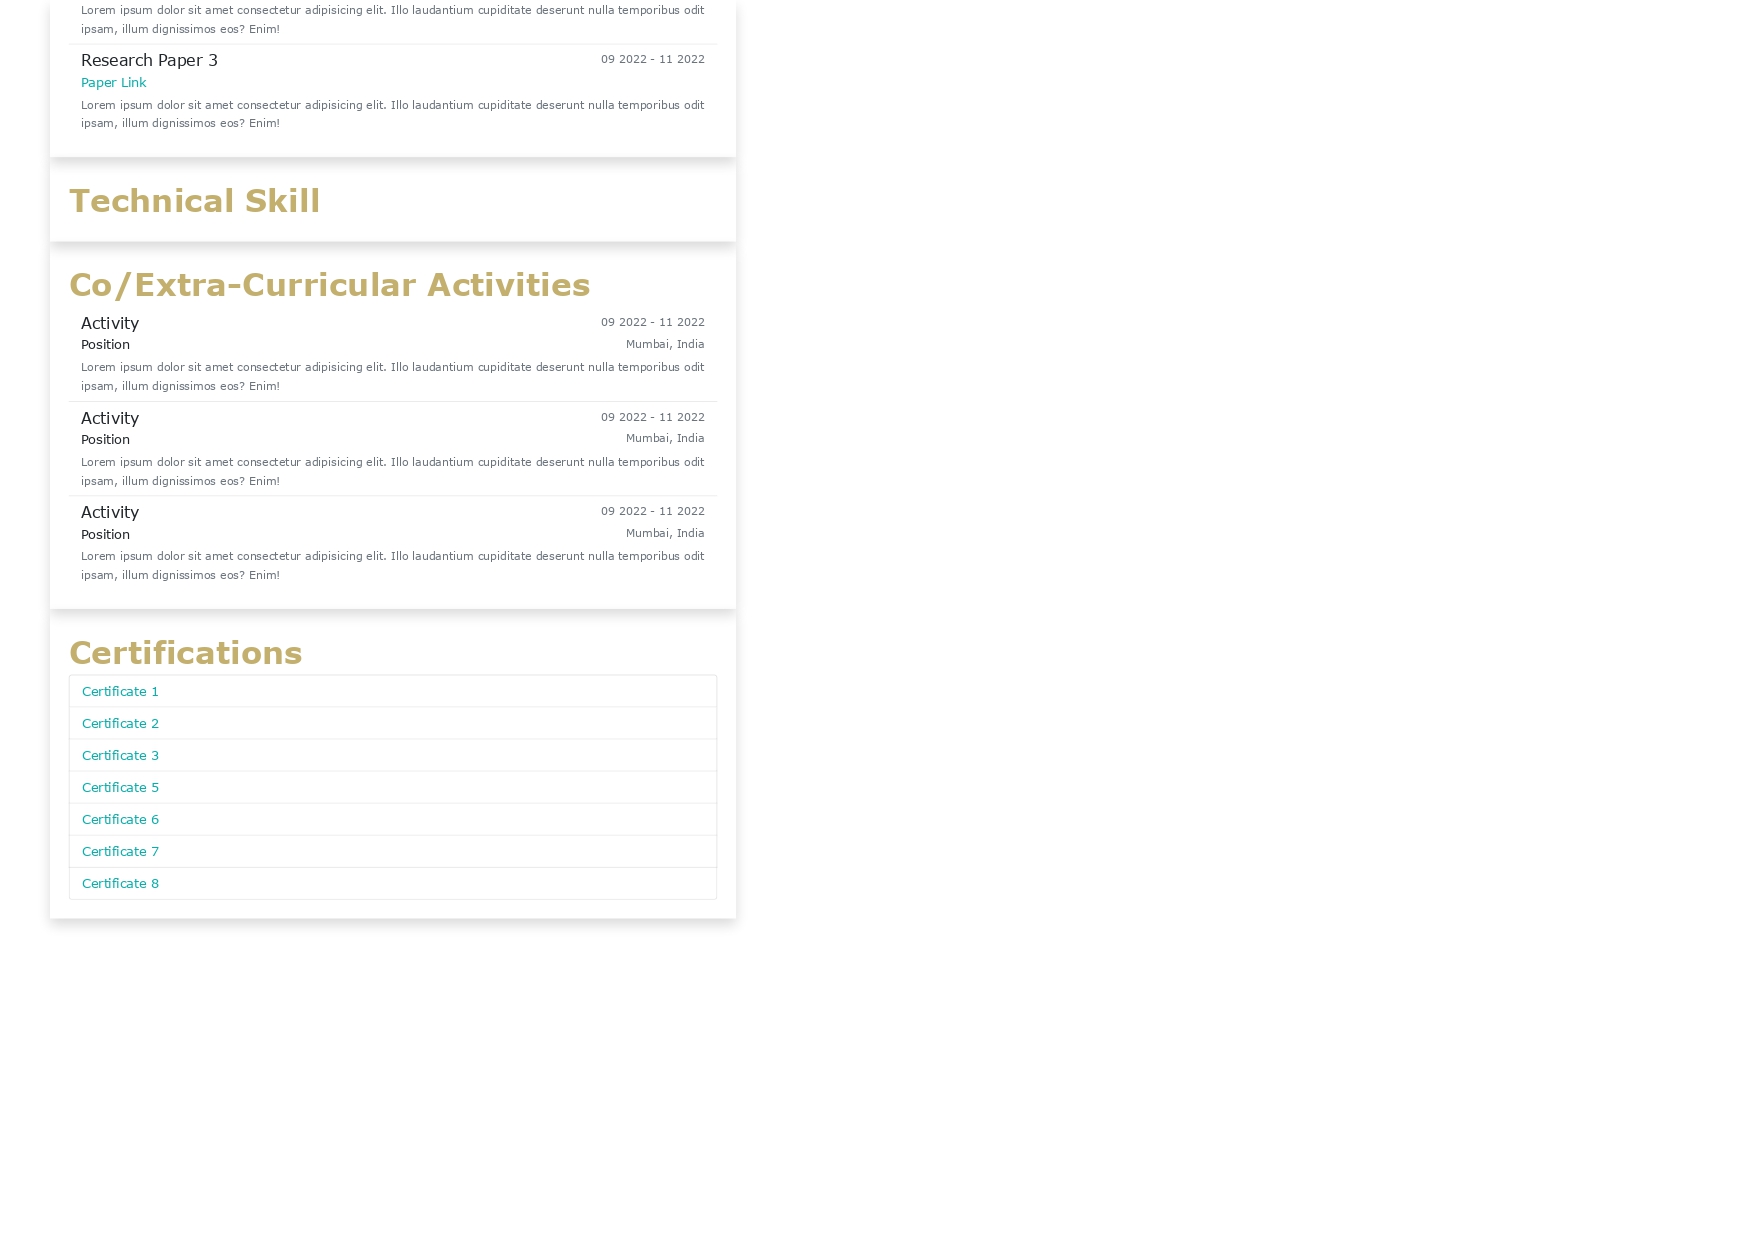 Lorem ipsum dolor sit amet consectetur adipisicing elit. Illo laudantium cupiditate deserunt nulla temporibus odit
ipsam, illum dignissimos eos? Enim!
Research Paper 3 09 2022 - 11 2022
Paper Link
Lorem ipsum dolor sit amet consectetur adipisicing elit. Illo laudantium cupiditate deserunt nulla temporibus odit
ipsam, illum dignissimos eos? Enim!
Technical Skill
Co/Extra-Curricular Activities
Activity 09 2022 - 11 2022
Position Mumbai, India
Lorem ipsum dolor sit amet consectetur adipisicing elit. Illo laudantium cupiditate deserunt nulla temporibus odit
ipsam, illum dignissimos eos? Enim!
Activity 09 2022 - 11 2022
Position Mumbai, India
Lorem ipsum dolor sit amet consectetur adipisicing elit. Illo laudantium cupiditate deserunt nulla temporibus odit
ipsam, illum dignissimos eos? Enim!
Activity 09 2022 - 11 2022
Position Mumbai, India
Lorem ipsum dolor sit amet consectetur adipisicing elit. Illo laudantium cupiditate deserunt nulla temporibus odit
ipsam, illum dignissimos eos? Enim!
Certifications
Certificate 1
Certificate 2
Certificate 3
Certificate 5
Certificate 6
Certificate 7
Certificate 8